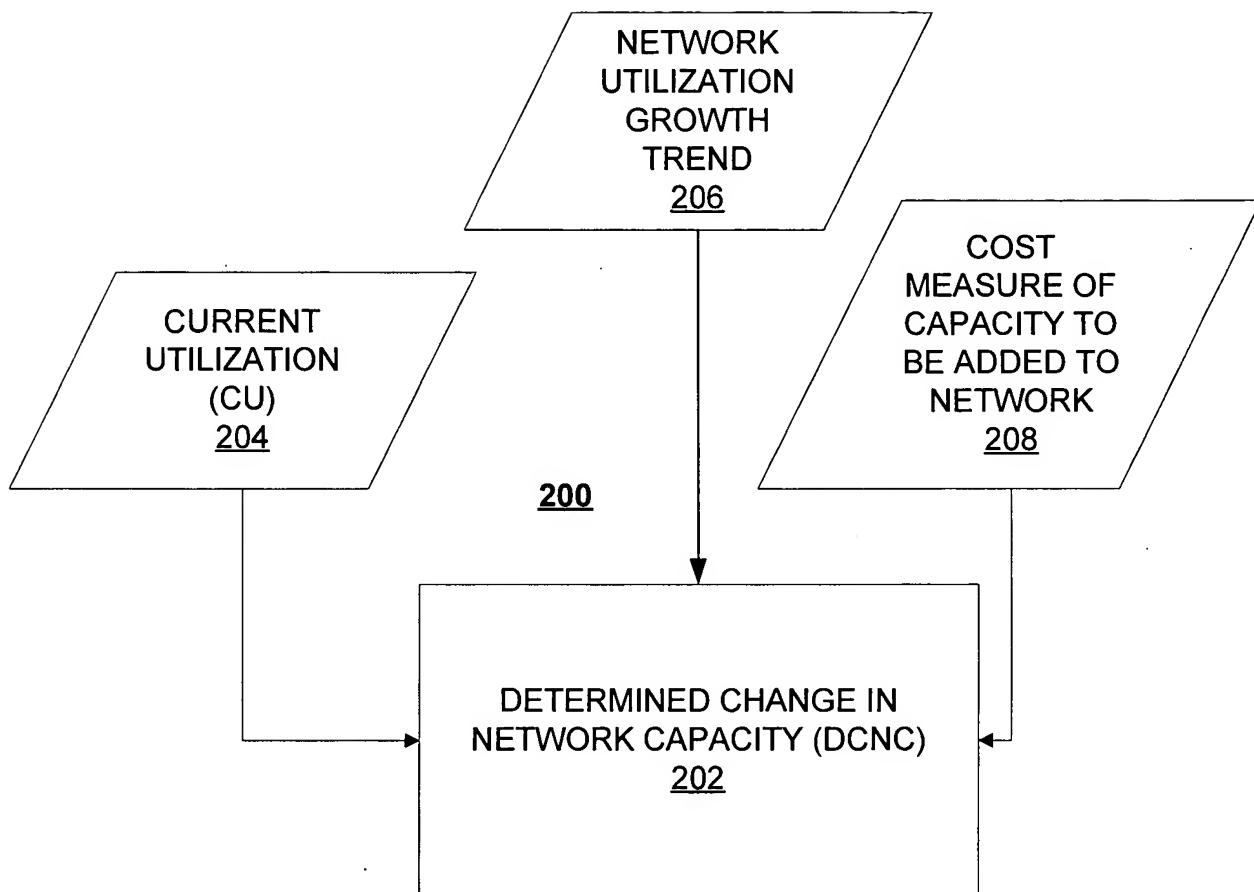 NETWORK
UTILIZATION
GROWTH
TREND
206
COST
MEASURE OF
CAPACITY TO
BE ADDED TO
NETWORK
208
CURRENT
UTILIZATION
(CU)
204
200
DETERMINED CHANGE IN
NETWORK CAPACITY (DCNC)
202